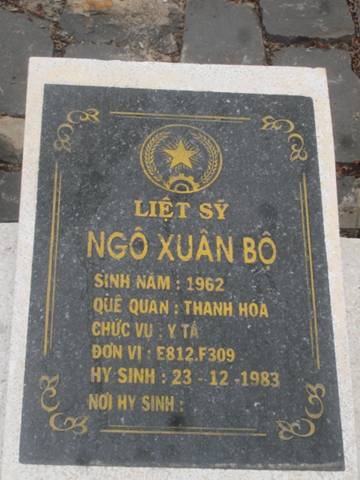 LIỆT SỸ
NGÔ XUÂN BỘ
SINH NĂM : 1962
QUÊ QUAN : THANH HÓA
CHỨC VỤ : Y TÁ
ĐƠN VỊ : E812.F309
HY SINH : 23 - 12 -1983
NƠI HY SINH :